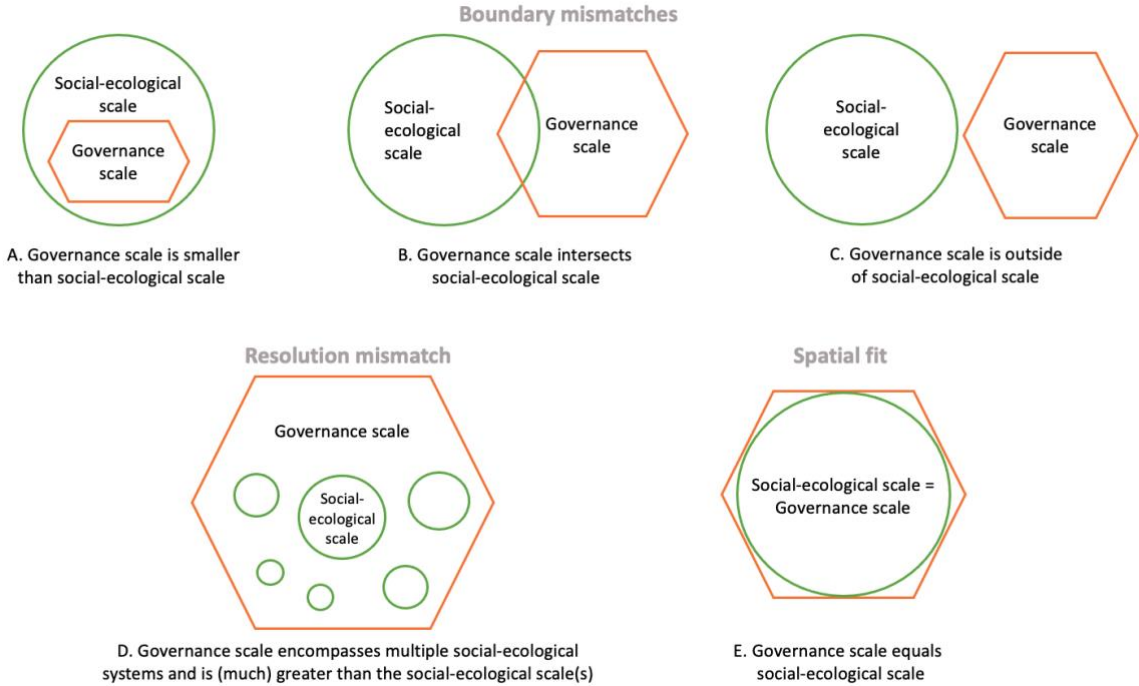 Boundary mismatches
Social-ecological
scale
Governance
scale
A. Governance scale is smaller
than social-ecological scale
Social-
ecological
scale
Governance
scale
B. Governance scale intersects
social-ecological scale
Social-
ecological
scale
Governance
scale
C. Governance scale is outside
of social-ecological scale
Resolution mismatch
Governance scale
Social-
ecological
scale
D. Governance scale encompasses multiple social-ecological
systems and is (much) greater than the social-ecological scale(s)
Spatial fit
Social-ecological scale =
Governance scale
E. Governance scale equals
social-ecological scale